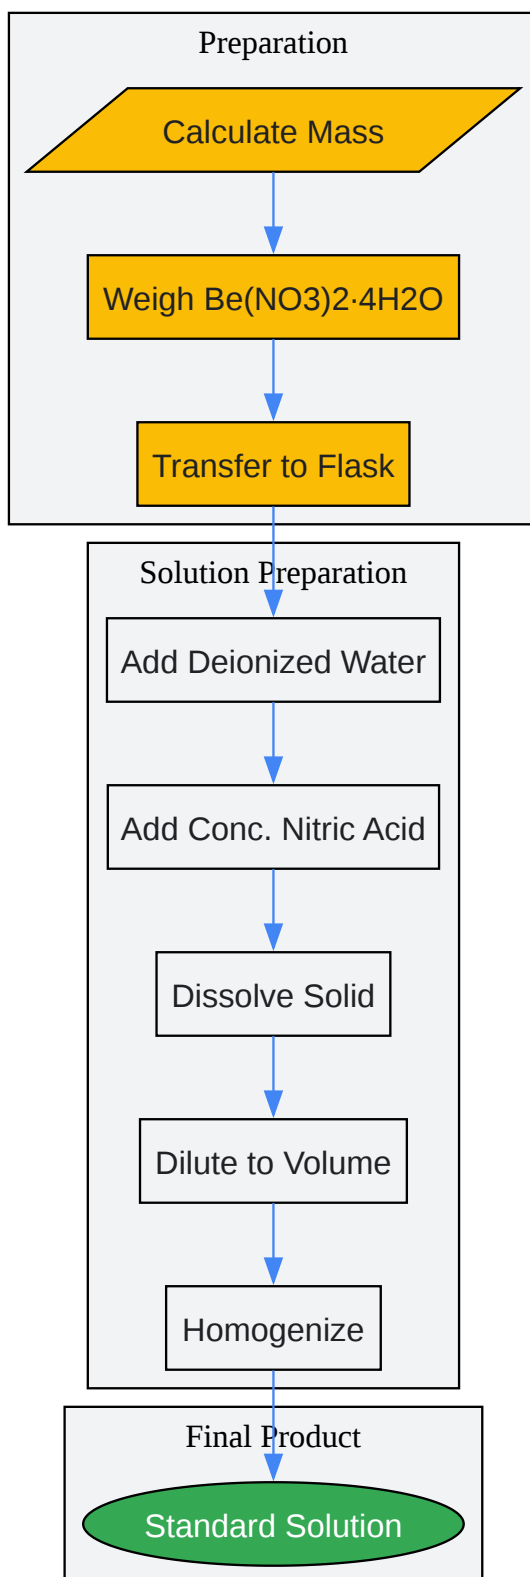 Preparation
Calculate Mass
Weigh Be(NO3)2·4H2O
Transfer to Flask
Solution Preparation
Add Deionized Water
Add Conc. Nitric Acid
Dissolve Solid
Dilute to Volume
Homogenize
Final Product
Standard Solution